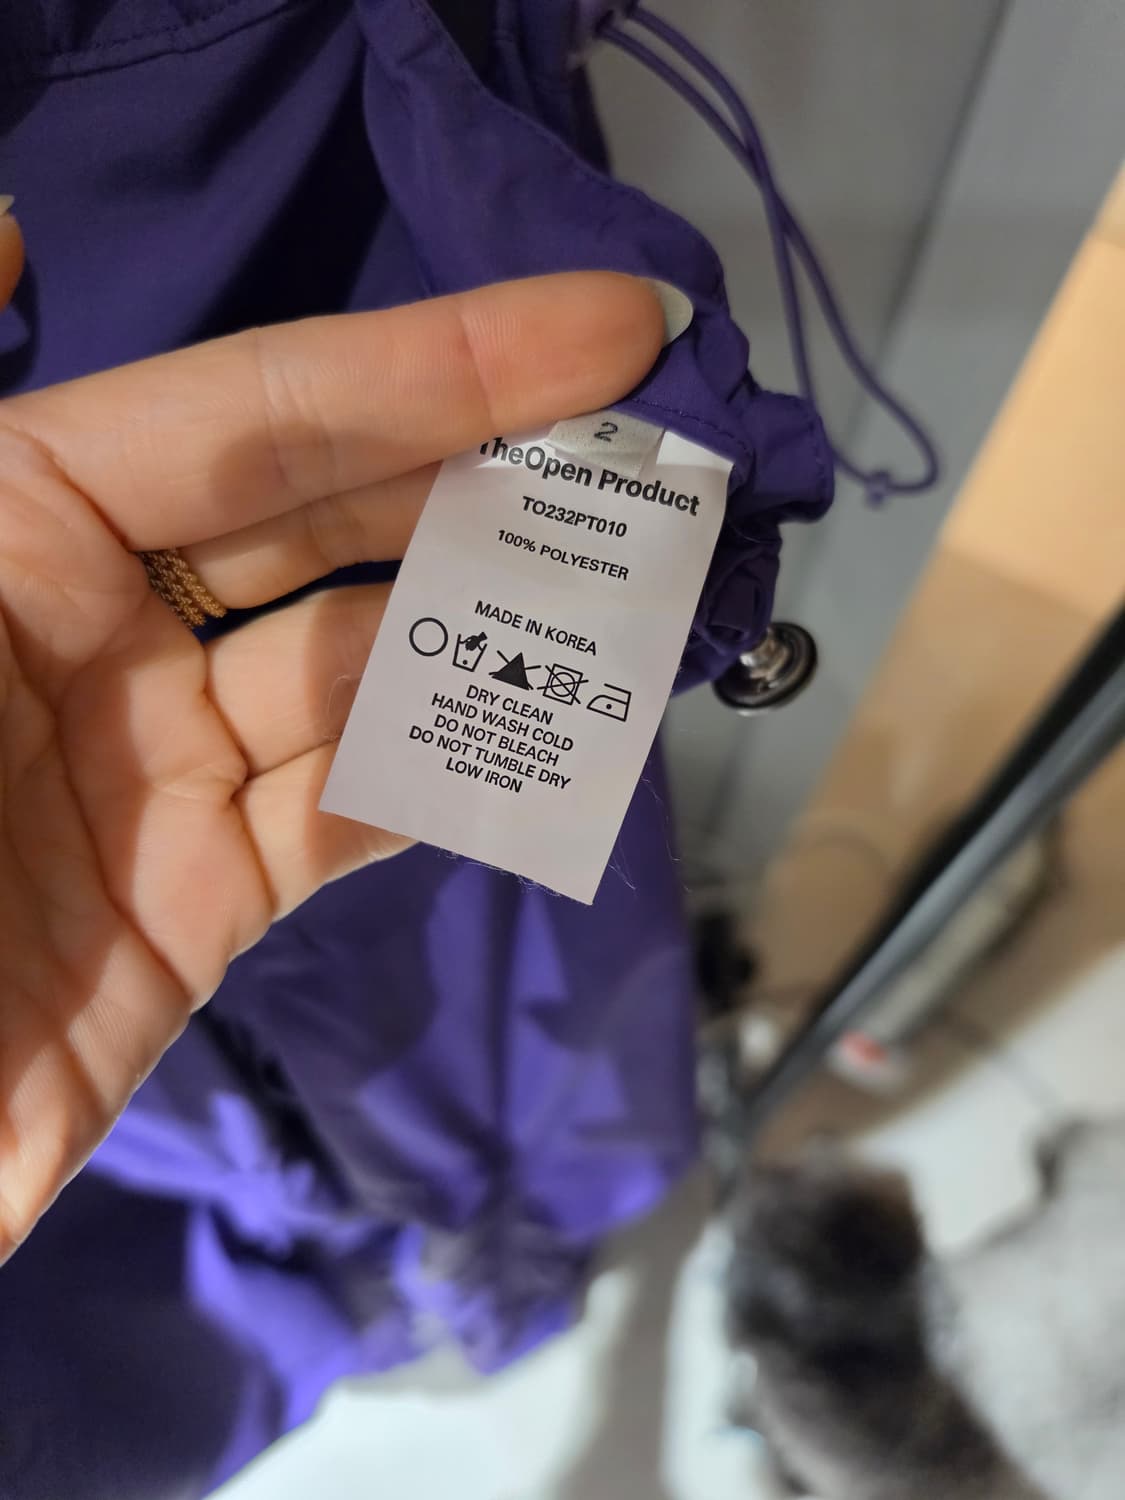 2
TheOpen Product
TO232PT010
100% POLYESTER
MADE IN KOREA
DRY CLEAN
HAND WASH COLD
DO NOT BLEACH
DO NOT TUMBLE DRY
LOW IRON